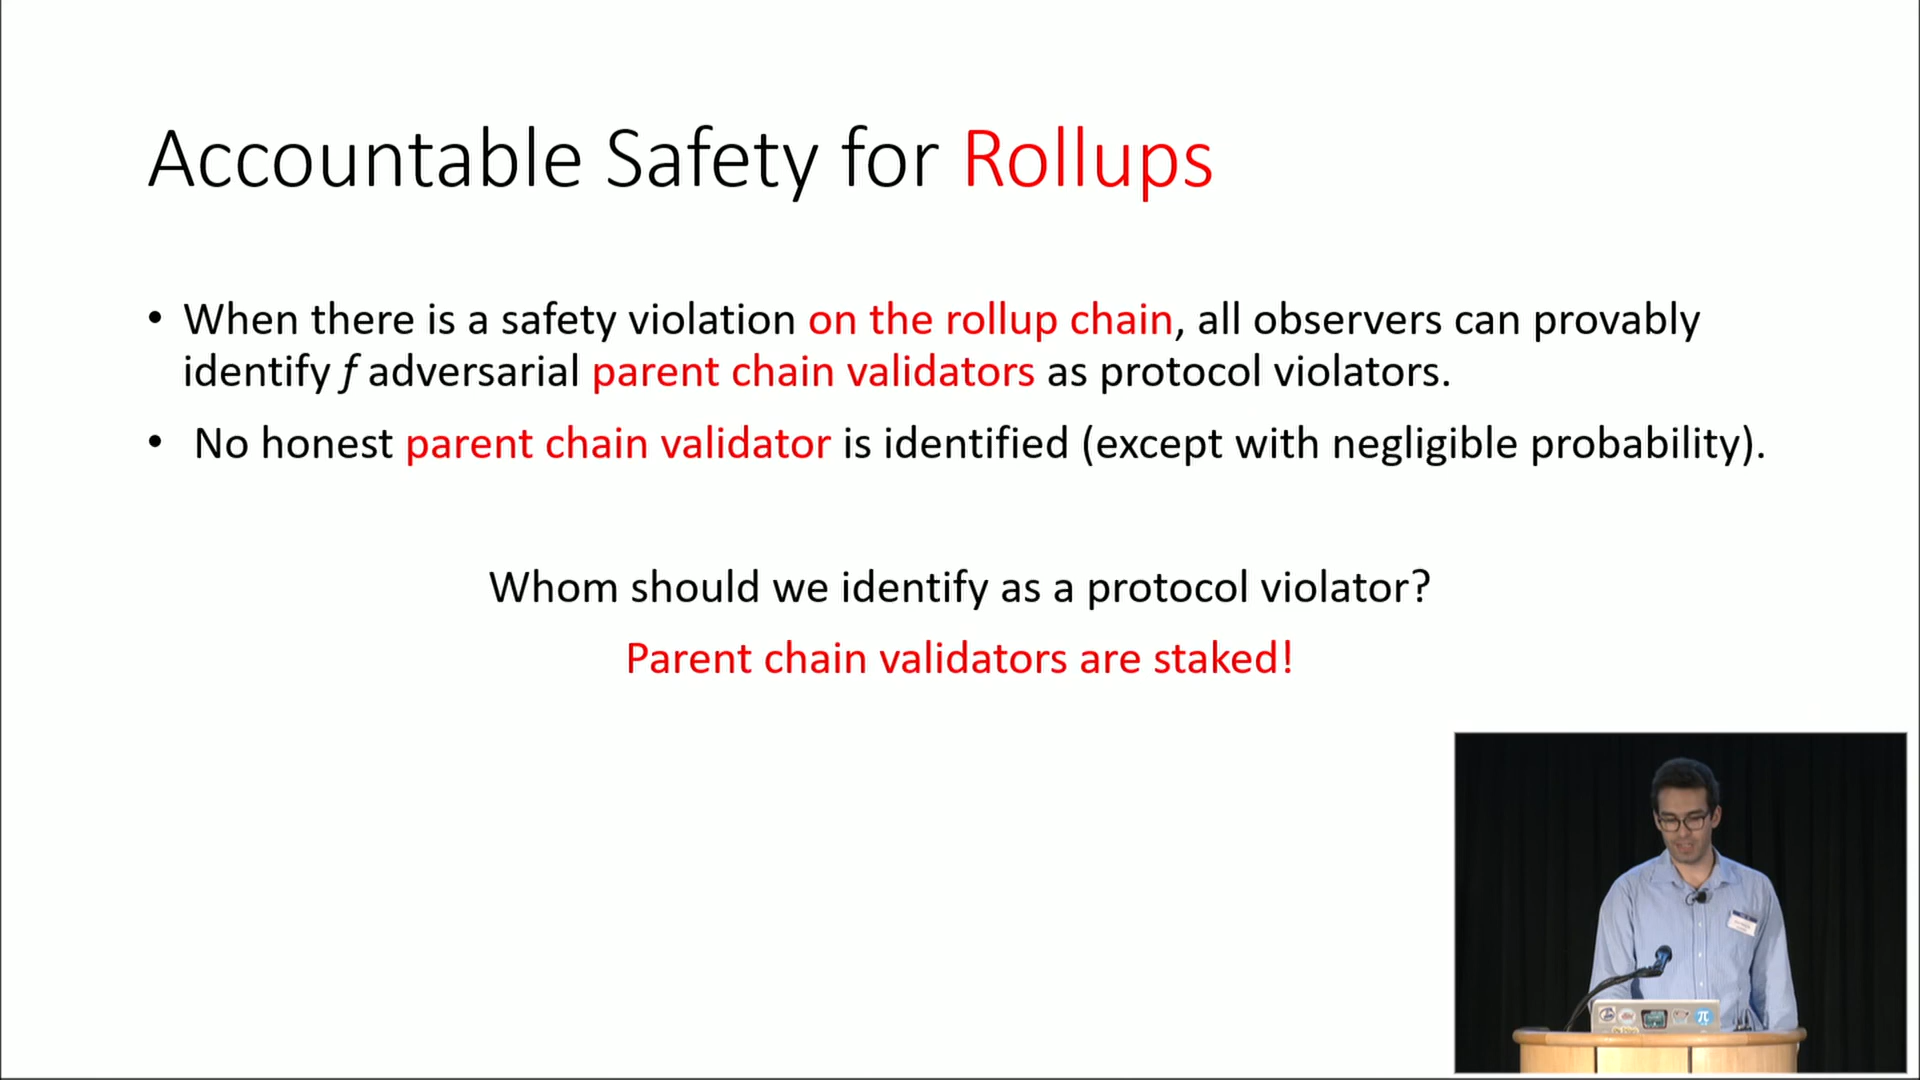 Accountable Safety for Rollups
• When there is a safety violation on the rollup chain, all observers can provably
identify f adversarial parent chain validators as protocol violators.
• No honest parent chain validator is identified (except with negligible probability).
Whom should we identify as a protocol violator?
Parent chain validators are staked!
π